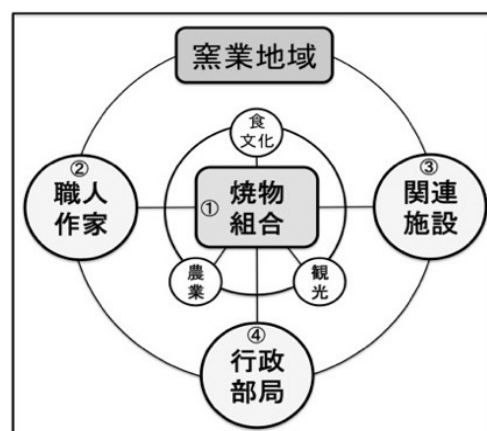 窯業地域
食
文化
②
職人
作家
①
焼物
組合
③
関連
施設
農
業
観
光
④
行政
部局